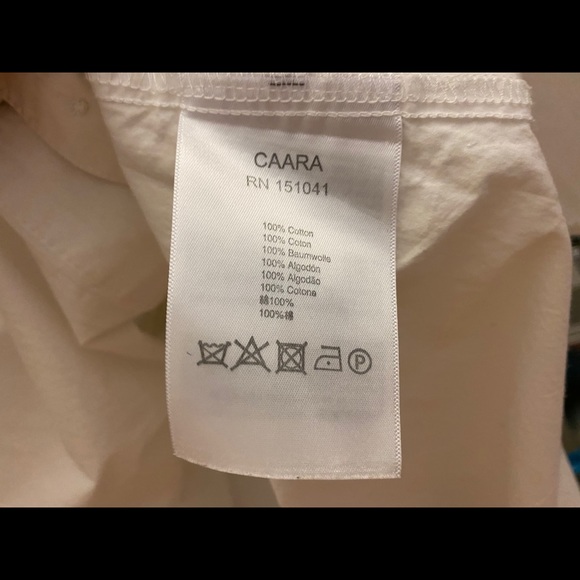 CAARA
RN 151041
100% Cotton
100% Coton
100% Baumwolle
100% Algodón
100% Algodão
100% Cotone
綿100%
100%棉
P